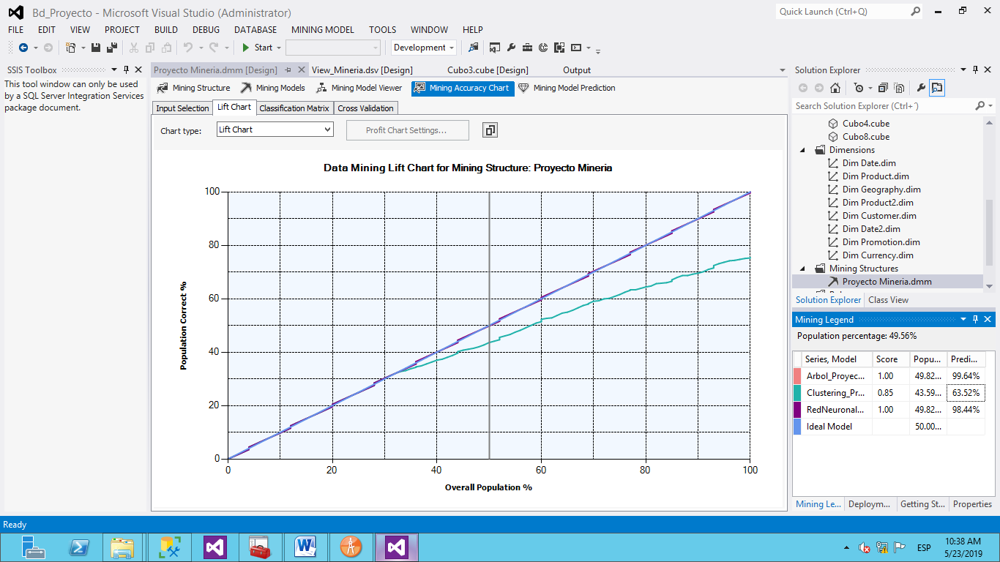 Bd_Proyecto - Microsoft Visual Studio (Administrator)
Quick Launch (Ctrl+Q)
FILE EDIT VIEW PROJECT BUILD DEBUG DATABASE MINING MODEL TOOLS WINDOW HELP
Start Development
SSIS Toolbox
This tool window can only be used
by a SQL Server Integration Services
package document.
Proyecto Mineria.dmm [Design] View_Mineria.dsv [Design] Cubo3.cube [Design] Output
Mining Structure Mining Models Mining Model Viewer Mining Accuracy Chart Mining Model Prediction
Input Selection Lift Chart Classification Matrix Cross Validation
Chart type: Lift Chart Profit Chart Settings...
Data Mining Lift Chart for Mining Structure: Proyecto Mineria
Population Correct %
100
80
60
40
20
0
0 20 40 60 80 100
Overall Population %
Solution Explorer
Search Solution Explorer (Ctrl+´)
Cubo4.cube
Cubo8.cube
Dimensions
Dim Date.dim
Dim Product.dim
Dim Geography.dim
Dim Product2.dim
Dim Customer.dim
Dim Date2.dim
Dim Promotion.dim
Dim Currency.dim
Mining Structures
Proyecto Mineria.dmm
Solution Explorer Class View
Mining Legend
Population percentage: 49.56%
Series, Model Score Popu... Predi...
Arbol_Proyec... 1.00 49.82... 99.64%
Clustering_Pr... 0.85 43.59... 63.52%
RedNeuronal... 1.00 49.82... 98.44%
Ideal Model 50.00...
Mining Le... Deploym... Getting St... Properties
Ready
ESP
10:38 AM
5/23/2019